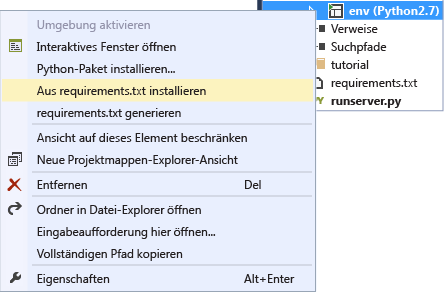 Umgebung aktivieren
Interaktives Fenster öffnen
Python-Paket installieren...
Aus requirements.txt installieren
requirements.txt generieren
Ansicht auf dieses Element beschränken
Neue Projektmappen-Explorer-Ansicht
Entfernen Del
Ordner in Datei-Explorer öffnen
Eingabeaufforderung hier öffnen...
Vollständigen Pfad kopieren
Eigenschaften Alt+Enter
env (Python2.7)
Verweise
Suchpfade
tutorial
requirements.txt
runserver.py